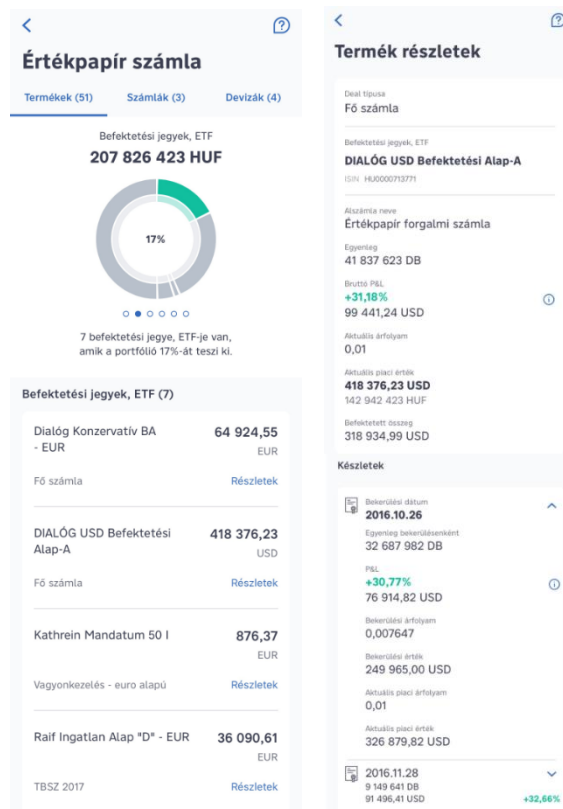 Értékpapír számla
Termékek (51) Számlák (3) Devizák (4)
Befektetési jegyek, ETF
207 826 423 HUF
17%
7 befektetési jegye, ETF-je van,
amik a portfólió 17%-át teszi ki.
Befektetési jegyek, ETF (7)
Dialóg Konzervatív BA
- EUR
64 924,55
EUR
Fő számla
Részletek
DIALÓG USD Befektetési
Alap-A
418 376,23
USD
Fő számla
Részletek
Kathrein Mandatum 50 I
876,37
EUR
Vagyonkezelés - euro alapú
Részletek
Raif Ingatlan Alap "D" - EUR
36 090,61
EUR
TBSZ 2017
Részletek
Termék részletek
Deal típusa
Fő számla
Befektetési jegyek, ETF
DIALÓG USD Befektetési Alap-A
ISIN HU0000713771
Alszámla neve
Értékpapír forgalmi számla
Egyenleg
41 837 623 DB
Bruttó P&L
+31,18%
99 441,24 USD
Aktuális árfolyam
0,01
Aktuális piaci érték
418 376,23 USD
142 942 423 HUF
Befektetett összeg
318 934,99 USD
Készletek
Bekerülési dátum
2016.10.26
Egyenleg bekerülésenként
32 687 982 DB
P&L
+30,77%
76 914,82 USD
Bekerülési árfolyam
0,007647
Bekerülési érték
249 965,00 USD
Aktuális piaci árfolyam
0,01
Aktuális piaci érték
326 879,82 USD
2016.11.28
9 149 641 DB
91 496,41 USD
+32,66%